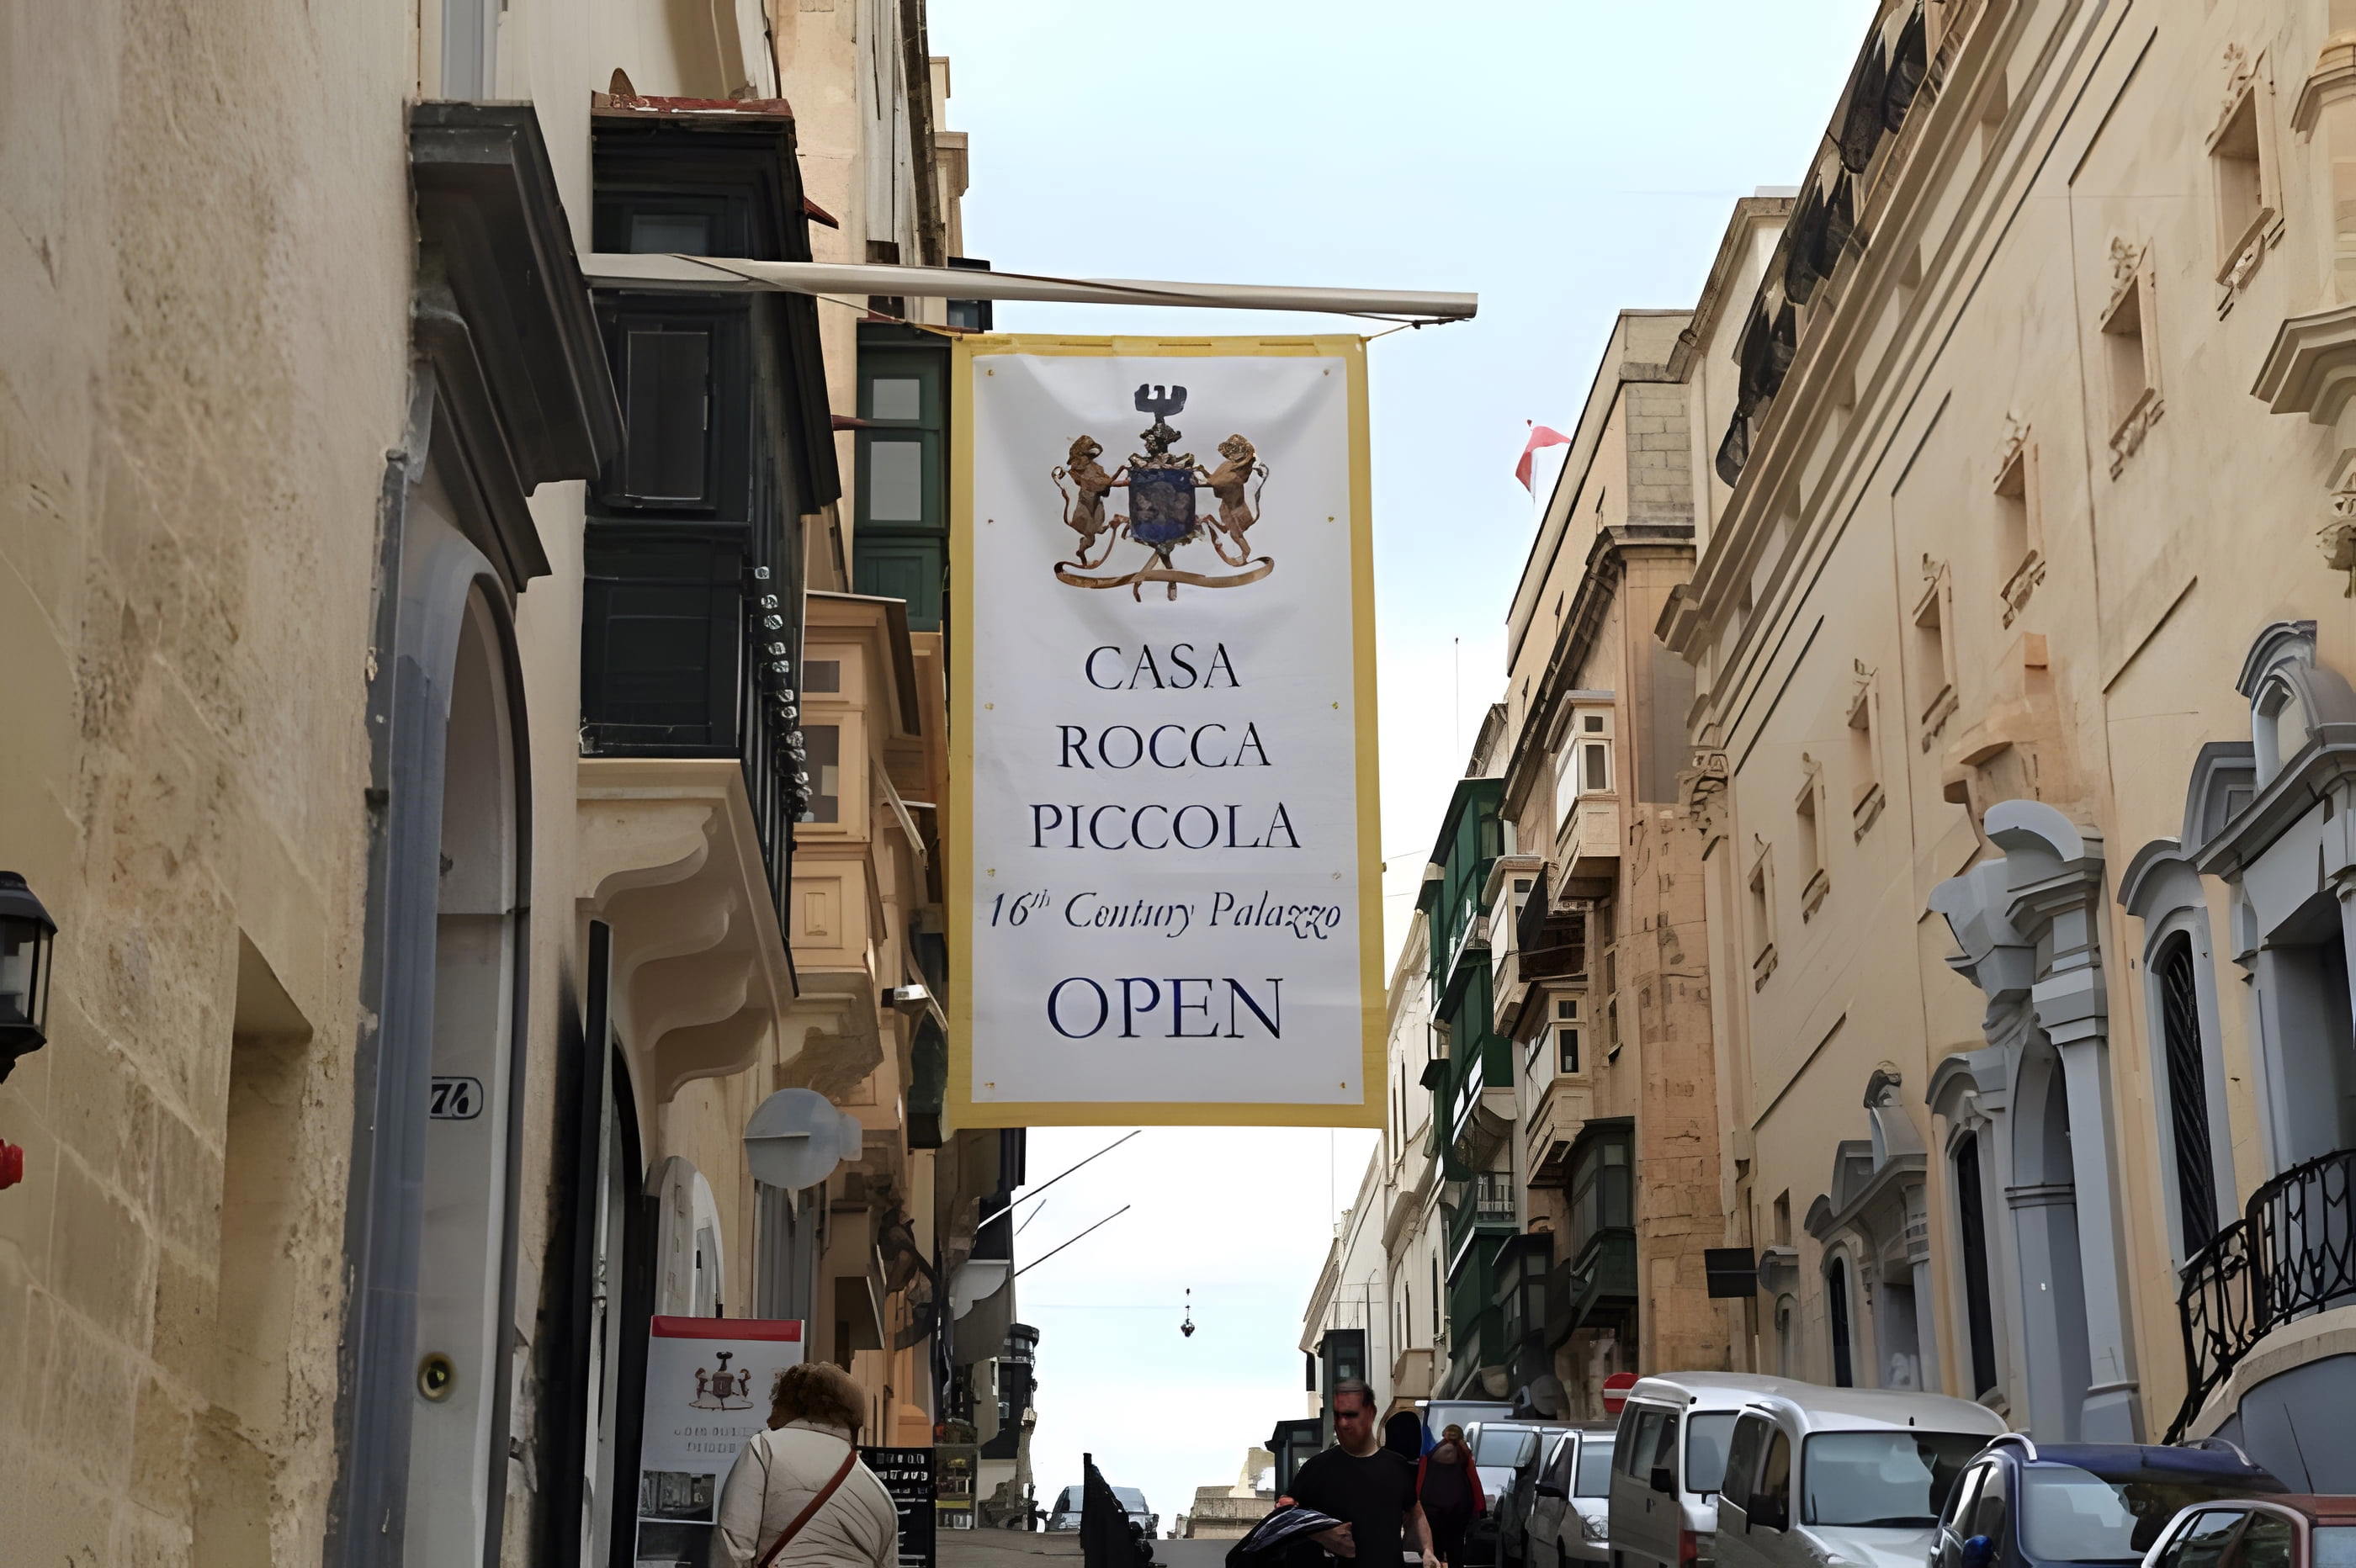 CASA
ROCCA
PICCOLA
16th Century Palazzo
OPEN
74